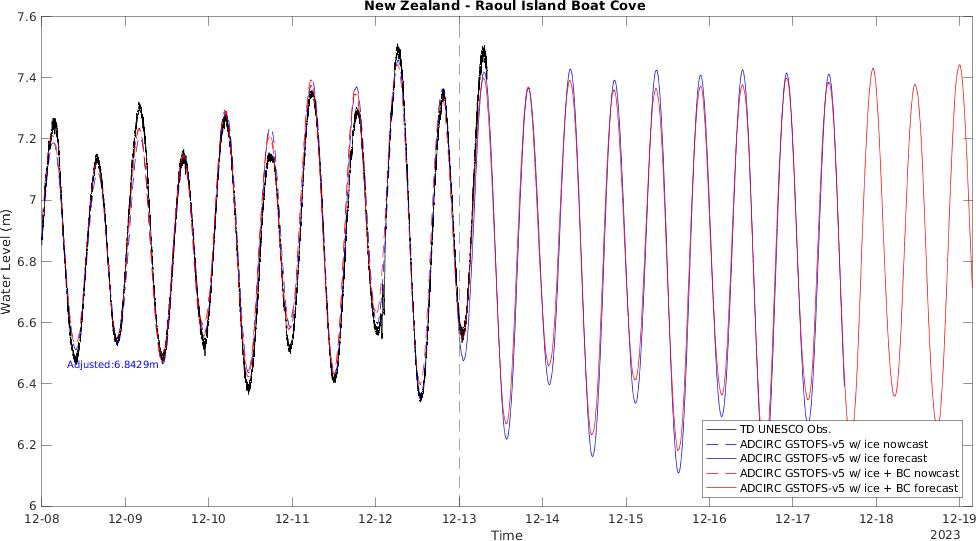 New Zealand - Raoul Island Boat Cove
7.6
7.4
7.2
7
6.8
6.6
6.4
6.2
6
Water Level (m)
Adjusted:6.8429m
TD UNESCO Obs.
ADCIRC GSTOFS-v5 w/ ice nowcast
ADCIRC GSTOFS-v5 w/ ice forecast
ADCIRC GSTOFS-v5 w/ ice + BC nowcast
ADCIRC GSTOFS-v5 w/ ice + BC forecast
12-08 12-09 12-10 12-11 12-12 12-13 12-14 12-15 12-16 12-17 12-18 12-19
Time
2023